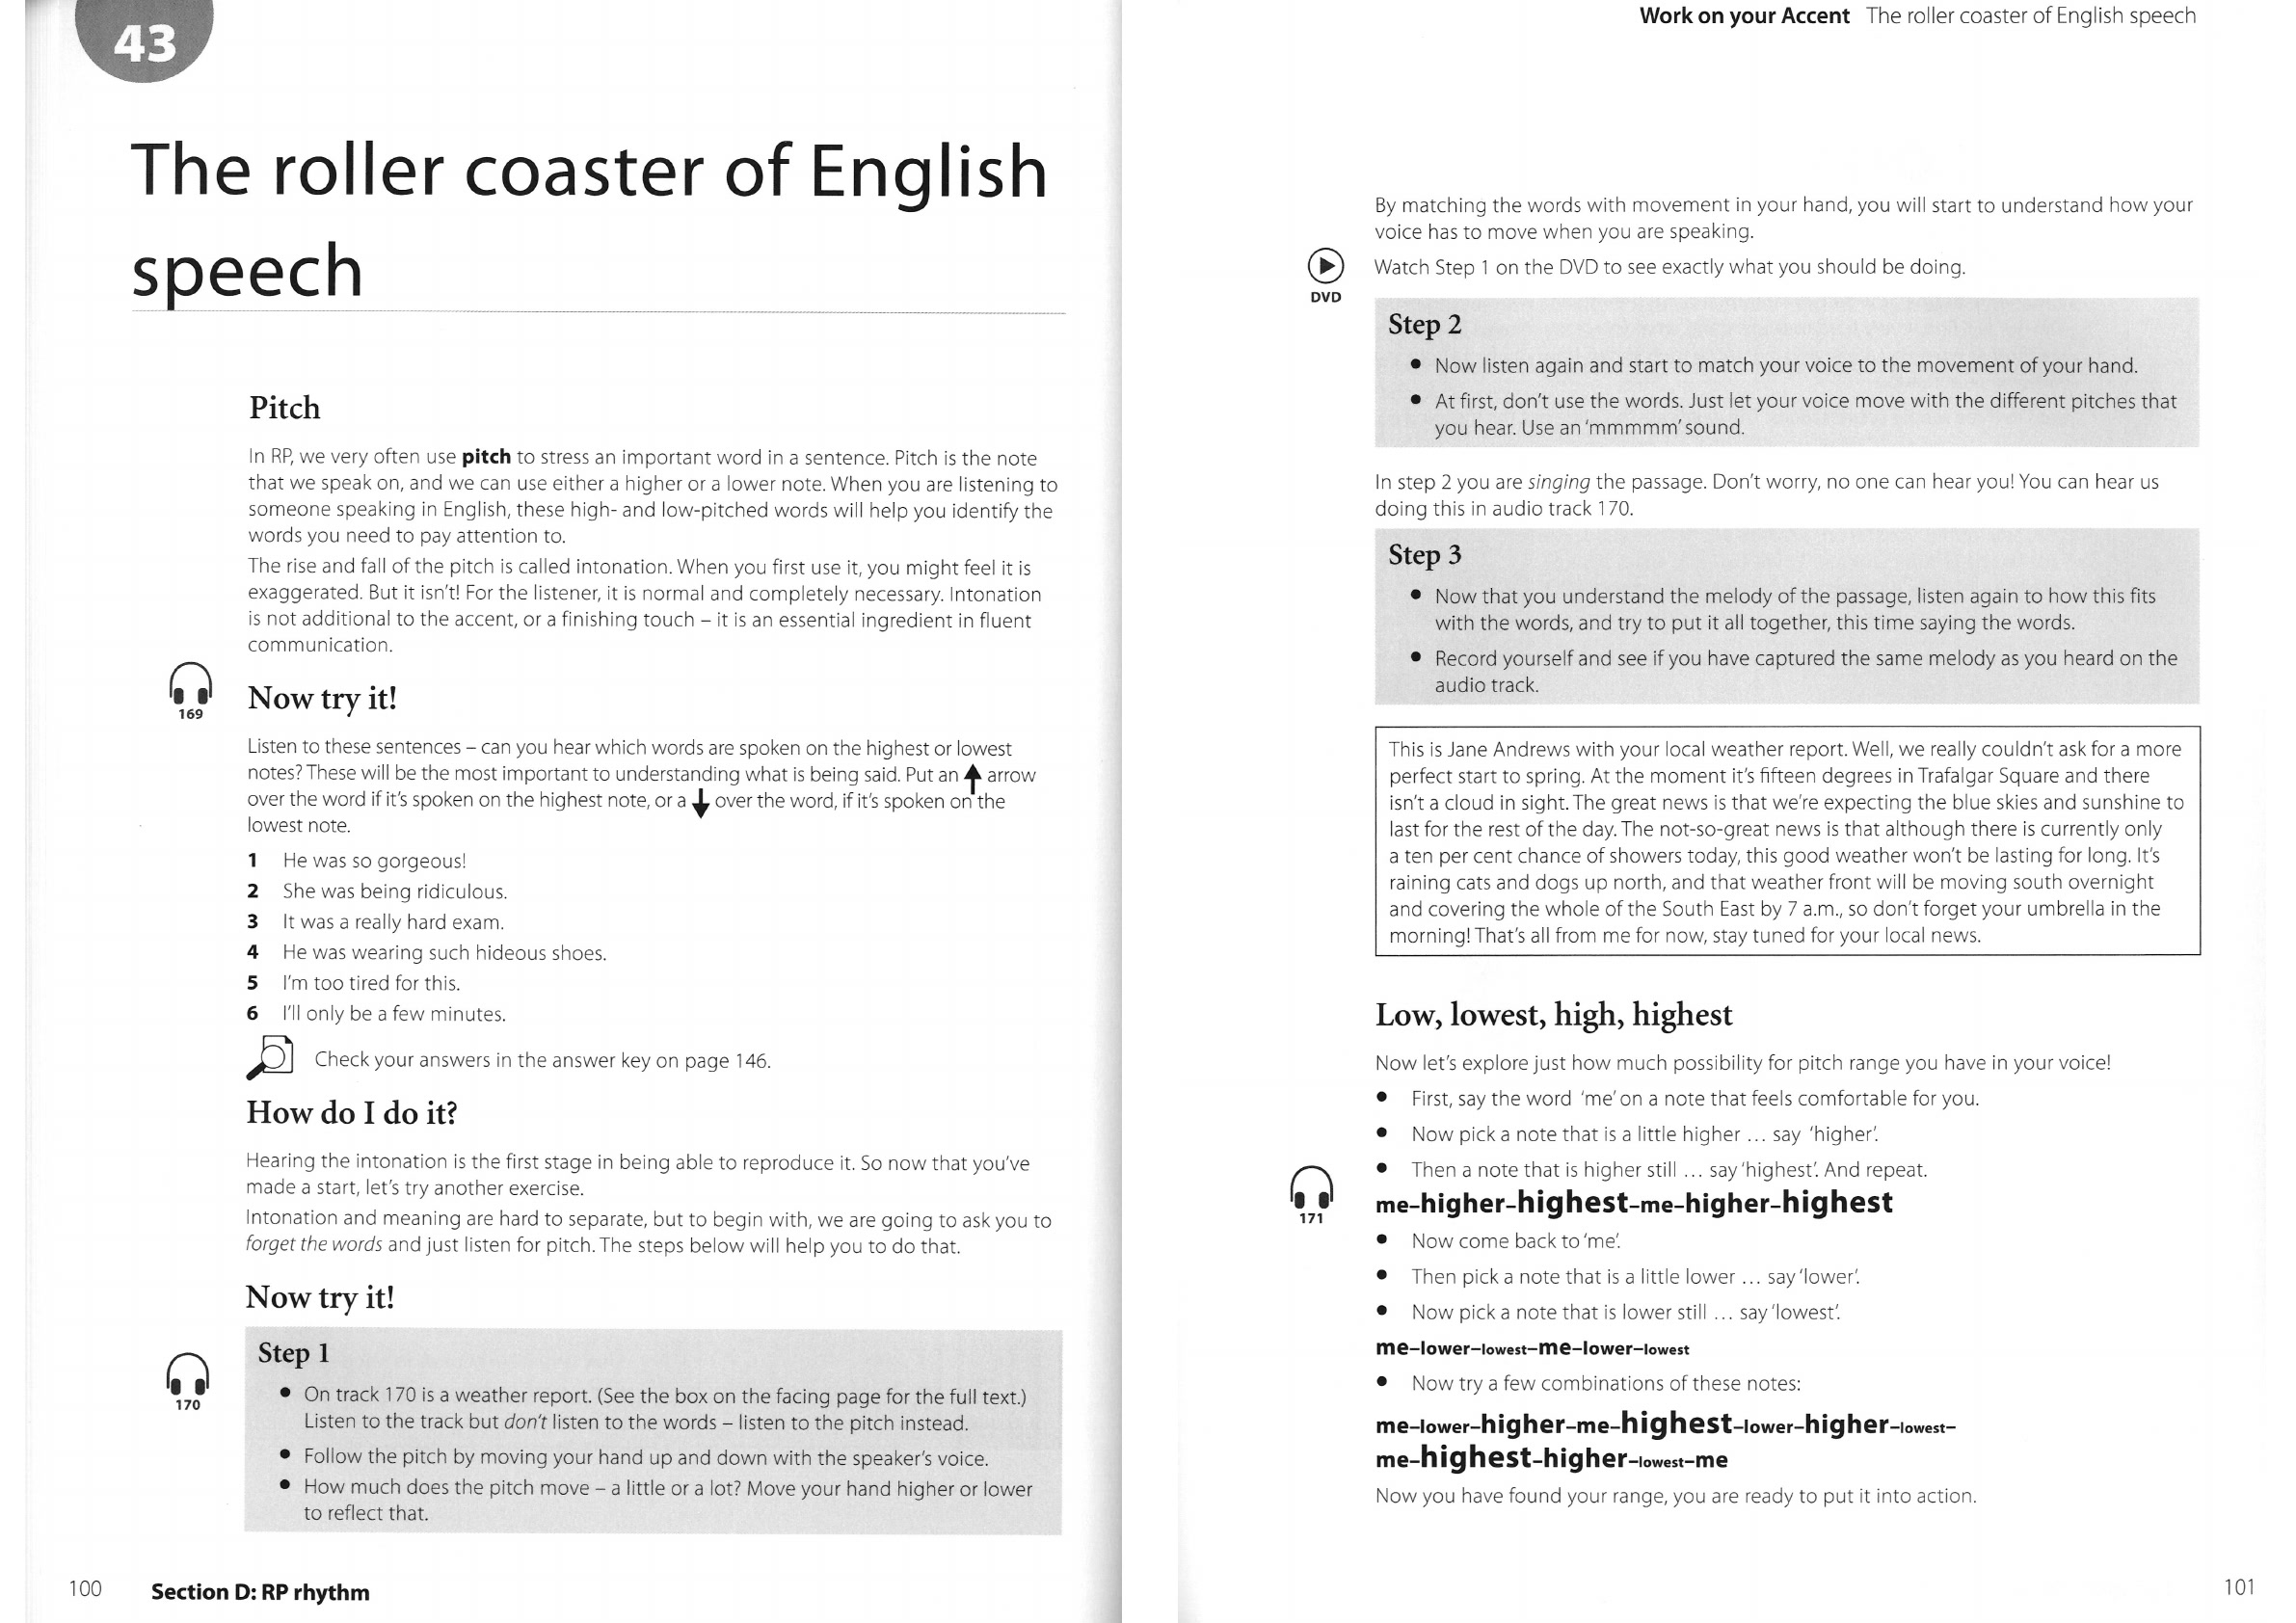 43
The roller coaster of English
speech
Pitch
In RP, we very often use pitch to stress an important word in a sentence. Pitch is the note
that we speak on, and we can use either a higher or a lower note. When you are listening to
someone speaking in English, these high- and low-pitched words will help you identify the
words you need to pay attention to.
The rise and fall of the pitch is called intonation. When you first use it, you might feel it is
exaggerated. But it isn't! For the listener, it is normal and completely necessary. Intonation
is not additional to the accent, or a finishing touch – it is an essential ingredient in fluent
communication.
169
Now try it!
Listen to these sentences – can you hear which words are spoken on the highest or lowest
notes? These will be the most important to understanding what is being said. Put an ↑ arrow
over the word if it's spoken on the highest note, or a ↓ over the word, if it's spoken on the
lowest note.
1 He was so gorgeous!
2 She was being ridiculous.
3 It was a really hard exam.
4 He was wearing such hideous shoes.
5 I'm too tired for this.
6 I'll only be a few minutes.
Check your answers in the answer key on page 146.
How do I do it?
Hearing the intonation is the first stage in being able to reproduce it. So now that you've
made a start, let's try another exercise.
Intonation and meaning are hard to separate, but to begin with, we are going to ask you to
forget the words and just listen for pitch. The steps below will help you to do that.
Now try it!
170
Step 1
• On track 170 is a weather report. (See the box on the facing page for the full text.)
Listen to the track but don't listen to the words – listen to the pitch instead.
• Follow the pitch by moving your hand up and down with the speaker's voice.
• How much does the pitch move – a little or a lot? Move your hand higher or lower
to reflect that.
100 Section D: RP rhythm
Work on your Accent The roller coaster of English speech
By matching the words with movement in your hand, you will start to understand how your
voice has to move when you are speaking.
Watch Step 1 on the DVD to see exactly what you should be doing.
DVD
Step 2
• Now listen again and start to match your voice to the movement of your hand.
• At first, don't use the words. Just let your voice move with the different pitches that
you hear. Use an 'mmmmm' sound.
In step 2 you are singing the passage. Don't worry, no one can hear you! You can hear us
doing this in audio track 170.
Step 3
• Now that you understand the melody of the passage, listen again to how this fits
with the words, and try to put it all together, this time saying the words.
• Record yourself and see if you have captured the same melody as you heard on the
audio track.
This is Jane Andrews with your local weather report. Well, we really couldn't ask for a more
perfect start to spring. At the moment it's fifteen degrees in Trafalgar Square and there
isn't a cloud in sight. The great news is that we're expecting the blue skies and sunshine to
last for the rest of the day. The not-so-great news is that although there is currently only
a ten per cent chance of showers today, this good weather won't be lasting for long. It's
raining cats and dogs up north, and that weather front will be moving south overnight
and covering the whole of the South East by 7 a.m., so don't forget your umbrella in the
morning! That's all from me for now, stay tuned for your local news.
Low, lowest, high, highest
Now let's explore just how much possibility for pitch range you have in your voice!
• First, say the word 'me' on a note that feels comfortable for you.
• Now pick a note that is a little higher … say 'higher'.
• Then a note that is higher still … say 'highest'. And repeat.
171
me–higher–highest–me–higher–highest
• Now come back to 'me'.
• Then pick a note that is a little lower … say 'lower'.
• Now pick a note that is lower still … say 'lowest'.
me–lower–lowest–me–lower–lowest
• Now try a few combinations of these notes:
me–lower–higher–me–highest–lower–higher–lowest–
me–highest–higher–lowest–me
Now you have found your range, you are ready to put it into action.
101